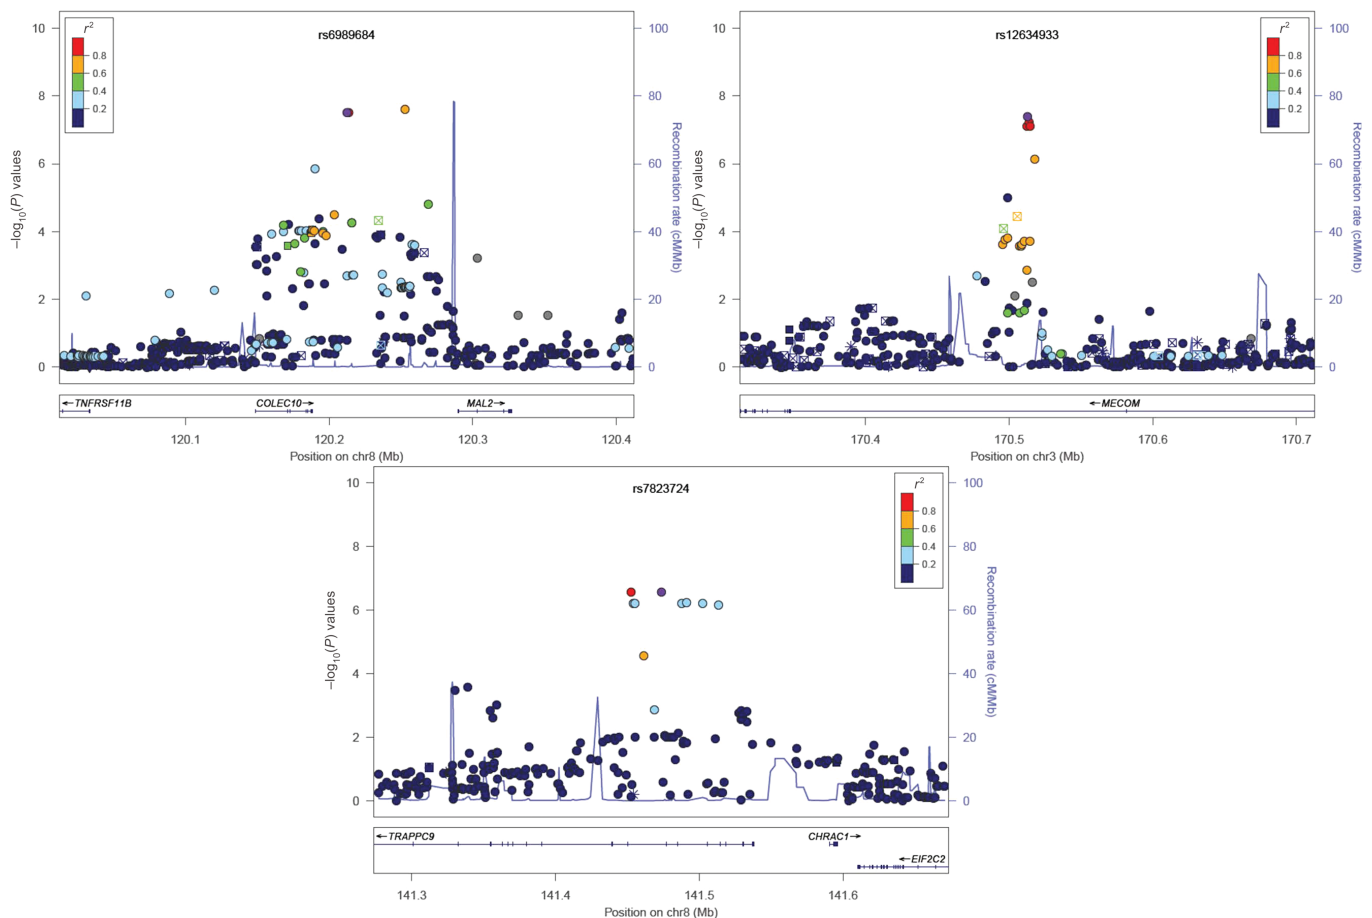 rs6989684
r2
0.8
0.6
0.4
0.2
10
8
6
4
2
0
–log10(P) values
100
80
60
40
20
0
Recombination rate (cM/Mb)
←TNFRSF11B
COLEC10→
MAL2→
120.1
120.2
120.3
120.4
Position on chr8 (Mb)
rs12634933
r2
0.8
0.6
0.4
0.2
10
8
6
4
2
0
–log10(P) values
100
80
60
40
20
0
Recombination rate (cM/Mb)
←MECOM
170.4
170.5
170.6
170.7
Position on chr3 (Mb)
rs7823724
r2
0.8
0.6
0.4
0.2
10
8
6
4
2
0
–log10(P) values
100
80
60
40
20
0
Recombination rate (cM/Mb)
←TRAPPC9
CHRAC1→
←EIF2C2
141.3
141.4
141.5
141.6
Position on chr8 (Mb)